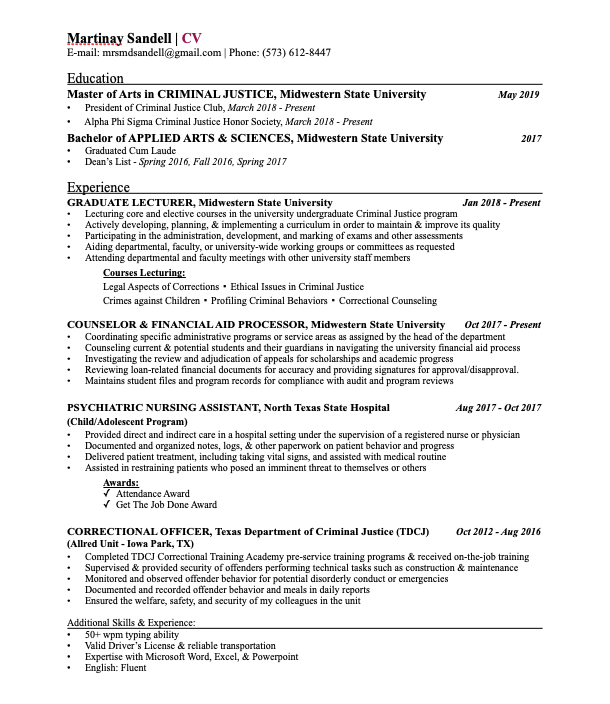 Martinay Sandell | CV
E-mail: mrsmdsandell@gmail.com | Phone: (573) 612-8447
Education
Master of Arts in CRIMINAL JUSTICE, Midwestern State University May 2019
• President of Criminal Justice Club, March 2018 - Present
• Alpha Phi Sigma Criminal Justice Honor Society, March 2018 - Present
Bachelor of APPLIED ARTS & SCIENCES, Midwestern State University 2017
• Graduated Cum Laude
• Dean's List - Spring 2016, Fall 2016, Spring 2017
Experience
GRADUATE LECTURER, Midwestern State University Jan 2018 - Present
• Lecturing core and elective courses in the university undergraduate Criminal Justice program
• Actively developing, planning, & implementing a curriculum in order to maintain & improve its quality
• Participating in the administration, development, and marking of exams and other assessments
• Aiding departmental, faculty, or university-wide working groups or committees as requested
• Attending departmental and faculty meetings with other university staff members
Courses Lecturing:
Legal Aspects of Corrections • Ethical Issues in Criminal Justice
Crimes against Children • Profiling Criminal Behaviors • Correctional Counseling
COUNSELOR & FINANCIAL AID PROCESSOR, Midwestern State University Oct 2017 - Present
• Coordinating specific administrative programs or service areas as assigned by the head of the department
• Counseling current & potential students and their guardians in navigating the university financial aid process
• Investigating the review and adjudication of appeals for scholarships and academic progress
• Reviewing loan-related financial documents for accuracy and providing signatures for approval/disapproval.
• Maintains student files and program records for compliance with audit and program reviews
PSYCHIATRIC NURSING ASSISTANT, North Texas State Hospital Aug 2017 - Oct 2017
(Child/Adolescent Program)
• Provided direct and indirect care in a hospital setting under the supervision of a registered nurse or physician
• Documented and organized notes, logs, & other paperwork on patient behavior and progress
• Delivered patient treatment, including taking vital signs, and assisted with medical routine
• Assisted in restraining patients who posed an imminent threat to themselves or others
Awards:
✓ Attendance Award
✓ Get The Job Done Award
CORRECTIONAL OFFICER, Texas Department of Criminal Justice (TDCJ) Oct 2012 - Aug 2016
(Allred Unit - Iowa Park, TX)
• Completed TDCJ Correctional Training Academy pre-service training programs & received on-the-job training
• Supervised & provided security of offenders performing technical tasks such as construction & maintenance
• Monitored and observed offender behavior for potential disorderly conduct or emergencies
• Documented and recorded offender behavior and meals in daily reports
• Ensured the welfare, safety, and security of my colleagues in the unit
Additional Skills & Experience:
• 50+ wpm typing ability
• Valid Driver's License & reliable transportation
• Expertise with Microsoft Word, Excel, & Powerpoint
• English: Fluent